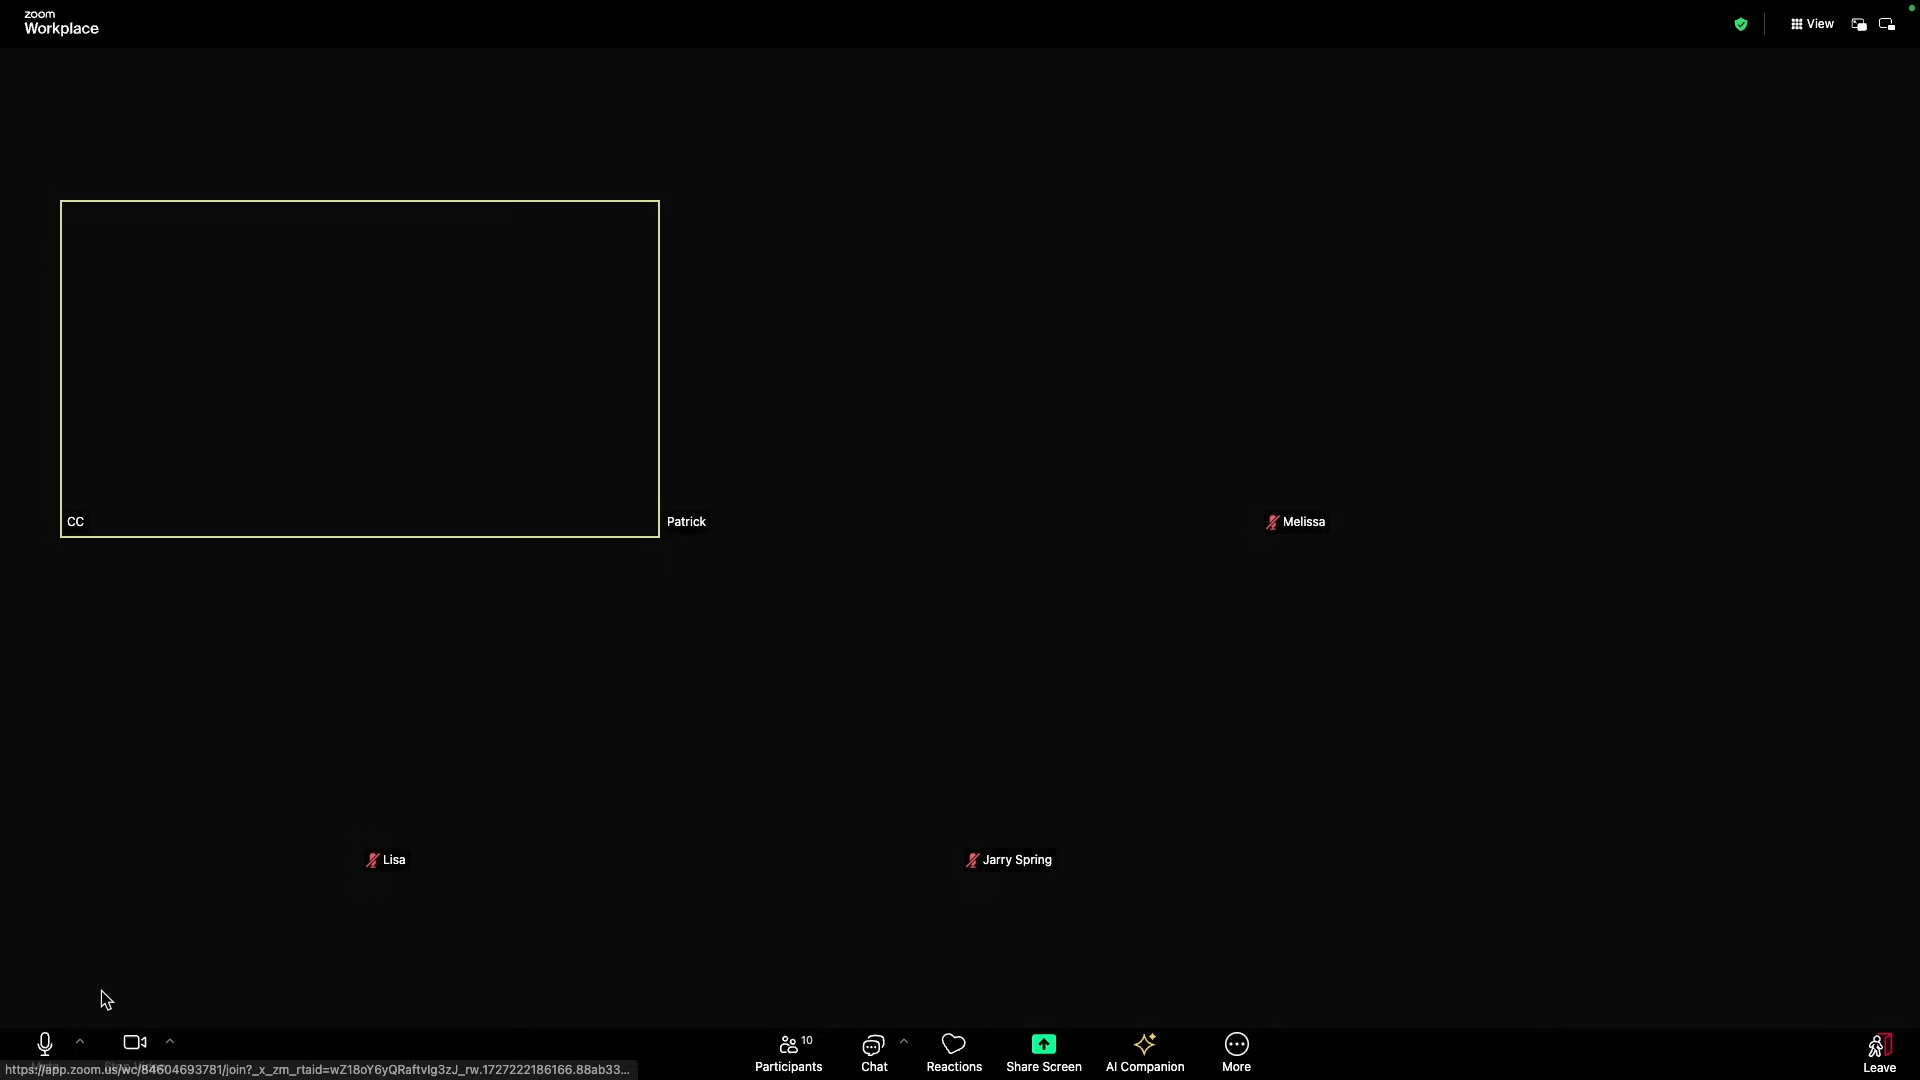 zoom
Workplace
View
CC
Patrick
Melissa
Lisa
Jarry Spring
10
Participants
Chat
Reactions
Share Screen
AI Companion
More
Leave
https://app.zoom.us/wc/84604693781/join?_x_zm_rtaid=wZ18oY6yQRaftvIg3zJ_rw.1727222186166.88ab33...